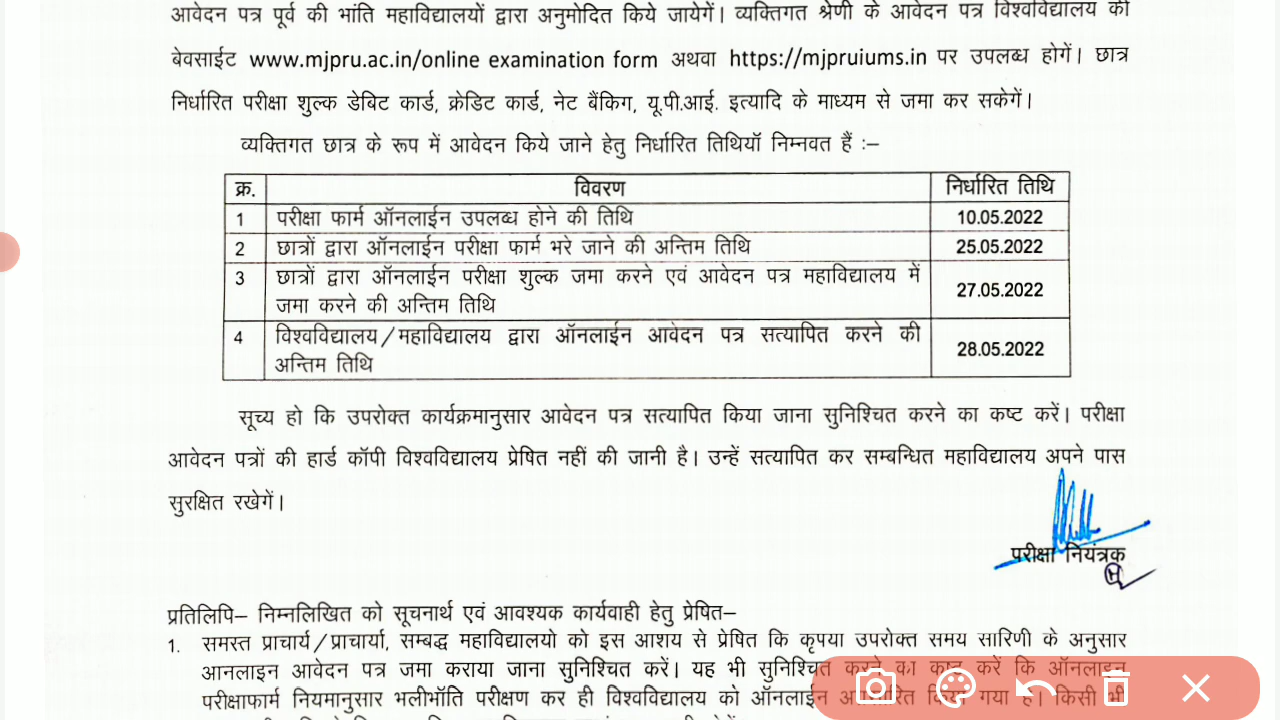 आवेदन पत्र पूर्व की भांति महाविद्यालयों द्वारा अनुमोदित किये जायेगें। व्यक्तिगत श्रेणी के आवेदन पत्र विश्वविद्यालय की
बेवसाईट www.mjpru.ac.in/online examination form अथवा https://mjpruiums.in पर उपलब्ध होगें। छात्र
निर्धारित परीक्षा शुल्क डेबिट कार्ड, क्रेडिट कार्ड, नेट बैंकिग, यू.पी.आई. इत्यादि के माध्यम से जमा कर सकेगें।
व्यक्तिगत छात्र के रूप में आवेदन किये जाने हेतु निर्धारित तिथियॉ निम्नवत हैं :–
क्र. विवरण निर्धारित तिथि
1 परीक्षा फार्म ऑनलाईन उपलब्ध होने की तिथि 10.05.2022
2 छात्रों द्वारा ऑनलाईन परीक्षा फार्म भरे जाने की अन्तिम तिथि 25.05.2022
3 छात्रों द्वारा ऑनलाईन परीक्षा शुल्क जमा करने एवं आवेदन पत्र महाविद्यालय में
जमा करने की अन्तिम तिथि 27.05.2022
4 विश्वविद्यालय/महाविद्यालय द्वारा ऑनलाईन आवेदन पत्र सत्यापित करने की
अन्तिम तिथि 28.05.2022
सूच्य हो कि उपरोक्त कार्यक्रमानुसार आवेदन पत्र सत्यापित किया जाना सुनिश्चित करने का कष्ट करें। परीक्षा
आवेदन पत्रों की हार्ड कॉपी विश्वविद्यालय प्रेषित नहीं की जानी है। उन्हें सत्यापित कर सम्बन्धित महाविद्यालय अपने पास
सुरक्षित रखेगें।
परीक्षा नियंत्रक
प्रतिलिपि– निम्नलिखित को सूचनार्थ एवं आवश्यक कार्यवाही हेतु प्रेषित–
1. समस्त प्राचार्य/प्राचार्या, सम्बद्ध महाविद्यालयो को इस आशय से प्रेषित कि कृपया उपरोक्त समय सारिणी के अनुसार
आनलाइन आवेदन पत्र जमा कराया जाना सुनिश्चित करें। यह भी सुनिश्चित करने का कष्ट करें कि ऑनलाइन
परीक्षाफार्म नियमानुसार भलीभॉति परीक्षण कर ही विश्वविद्यालय को ऑनलाईन अग्रसारित किया गया है। किसी भी